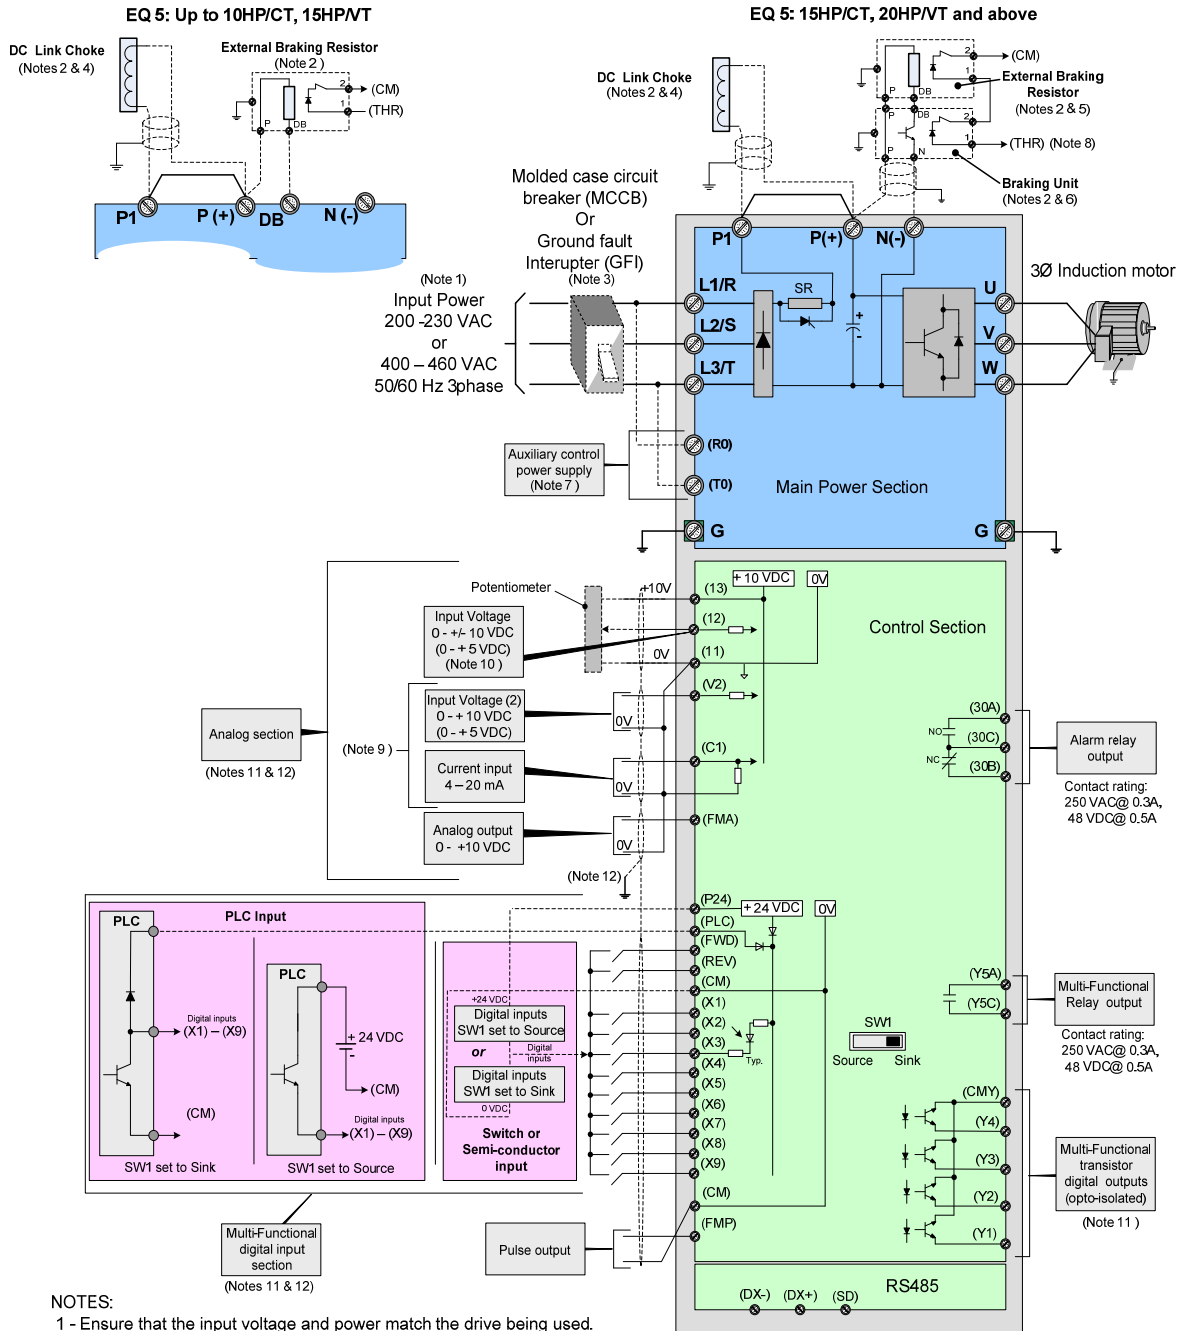 EQ 5: Up to 10HP/CT, 15HP/VT
EQ 5: 15HP/CT, 20HP/VT and above
DC Link Choke
(Notes 2 & 4)
External Braking Resistor
(Note 2 )
2
(CM)
1
(THR)
P
DB
P1
P (+)
DB
N (-)
DC Link Choke
(Notes 2 & 4)
2
(CM)
1
P
DB
External Braking
Resistor
(Notes 2 & 5)
P
DB
2
1
(THR) (Note 8)
P
N
Braking Unit
(Notes 2 & 6)
Molded case circuit
breaker (MCCB)
Or
Ground fault
Interupter (GFI)
(Note 3)
(Note 1)
Input Power
200 -230 VAC
or
400 – 460 VAC
50/60 Hz 3phase
P1
P(+)
N(-)
L1/R
L2/S
L3/T
SR
+
-
U
V
W
3Ø Induction motor
Auxiliary control
power supply
(Note 7 )
(R0)
(T0)
Main Power Section
G
G
Potentiometer
+10V
(13)
+ 10 VDC
0V
Input Voltage
0 - +/- 10 VDC
(0 - + 5 VDC)
(Note 10 )
(12)
Control Section
0V
(11)
Input Voltage (2)
0 - + 10 VDC
(0 - + 5 VDC)
0V
(V2)
Analog section
(Notes 11 & 12)
(Note 9 )
Current input
4 – 20 mA
0V
(C1)
Analog output
0 - +10 VDC
0V
(FMA)
(Note 12)
(30A)
NO
(30C)
NC
(30B)
Alarm relay
output
Contact rating:
250 VAC@ 0.3A,
48 VDC@ 0.5A
PLC
PLC Input
Digital inputs
(X1) – (X9)
(CM)
SW1 set to Sink
PLC
+ 24 VDC
-
(CM)
Digital inputs
(X1) – (X9)
SW1 set to Source
+24 VDC
Digital inputs
SW1 set to Source
or
Digital
inputs
Digital inputs
SW1 set to Sink
0 VDC
Switch or
Semi-conductor
input
(P24)
+ 24 VDC
0V
(PLC)
(FWD)
(REV)
(CM)
(X1)
(X2)
(X3)
Typ.
(X4)
(X5)
(X6)
(X7)
(X8)
(X9)
(CM)
(FMP)
SW1
Source
Sink
(Y5A)
(Y5C)
Multi-Functional
Relay output
Contact rating:
250 VAC@ 0.3A,
48 VDC@ 0.5A
(CMY)
(Y4)
(Y3)
(Y2)
(Y1)
Multi-Functional
transistor
digital outputs
(opto-isolated)
(Note 11 )
Multi-Functional
digital input
section
(Notes 11 & 12)
Pulse output
RS485
(DX-)
(DX+)
(SD)
NOTES:
1 - Ensure that the input voltage and power match the drive being used.